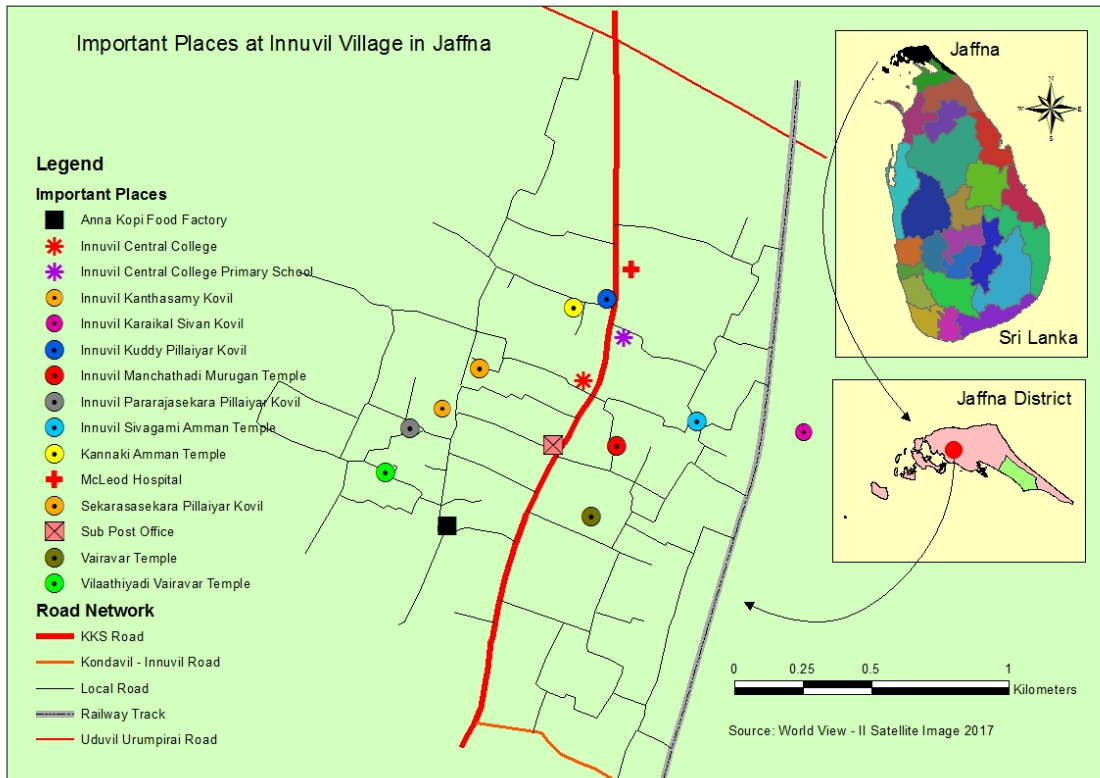 Important Places at Innuvil Village in Jaffna
Legend
Important Places
Anna Kopi Food Factory
Innuvil Central College
Innuvil Central College Primary School
Innuvil Kanthasamy Kovil
Innuvil Karaikal Sivan Kovil
Innuvil Kuddy Pillaiyar Kovil
Innuvil Manchathadi Murugan Temple
Innuvil Pararajasekara Pillaiyar Kovil
Innuvil Sivagami Amman Temple
Kannaki Amman Temple
McLeod Hospital
Sekarasasekara Pillaiyar Kovil
Sub Post Office
Vairavar Temple
Vilaathiyadi Vairavar Temple
Road Network
KKS Road
Kondavil - Innuvil Road
Local Road
Railway Track
Uduvil Urumpirai Road
Jaffna
N
W
E
S
Sri Lanka
Jaffna District
0 0.25 0.5 1
Kilometers
Source: World View - II Satellite Image 2017